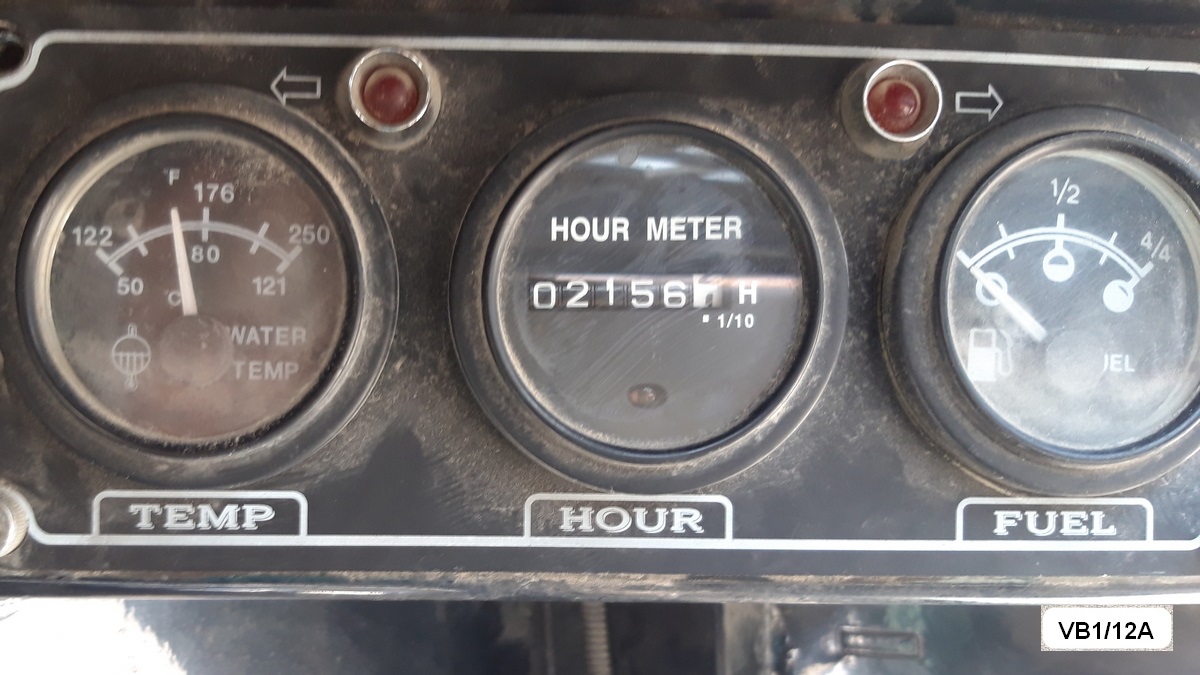 °F
176
122
250
80
50
°C
121
WATER
TEMP
HOUR METER
02156 H
1/10
1/2
4/4
TEMP
HOUR
FUEL
VB1/12A